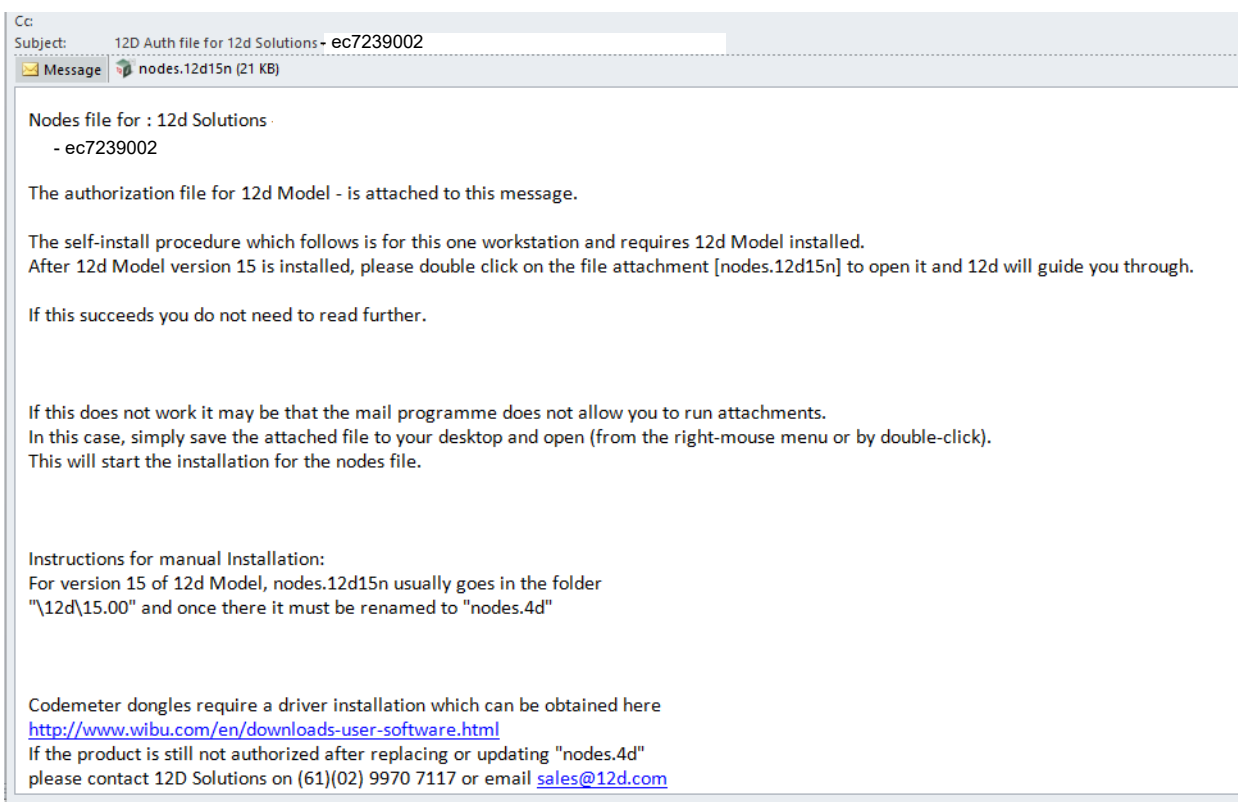 Cc:
Subject: 12D Auth file for 12d Solutions - ec7239002
Message nodes.12d15n (21 KB)
Nodes file for : 12d Solutions
- ec7239002
The authorization file for 12d Model - is attached to this message.
The self-install procedure which follows is for this one workstation and requires 12d Model installed.
After 12d Model version 15 is installed, please double click on the file attachment [nodes.12d15n] to open it and 12d will guide you through.
If this succeeds you do not need to read further.
If this does not work it may be that the mail programme does not allow you to run attachments.
In this case, simply save the attached file to your desktop and open (from the right-mouse menu or by double-click).
This will start the installation for the nodes file.
Instructions for manual Installation:
For version 15 of 12d Model, nodes.12d15n usually goes in the folder
"\12d\15.00" and once there it must be renamed to "nodes.4d"
Codemeter dongles require a driver installation which can be obtained here
http://www.wibu.com/en/downloads-user-software.html
If the product is still not authorized after replacing or updating "nodes.4d"
please contact 12D Solutions on (61)(02) 9970 7117 or email sales@12d.com